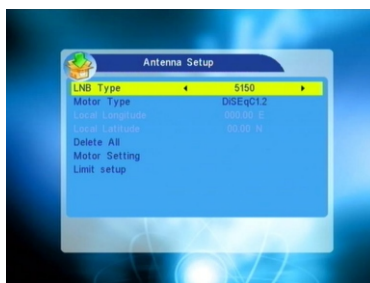 Antenna Setup
LNB Type 5150
Motor Type DiSEqC1.2
Local Longitude 000.00 E
Local Latitude 00.00 N
Delete All
Motor Setting
Limit setup